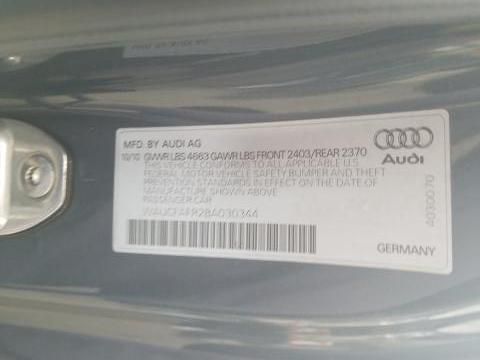 MFD. BY AUDI AG
10/10 GVWR LBS 4663 GAWR LBS FRONT 2403/REAR 2370
THIS VEHICLE CONFORMS TO ALL APPLICABLE
FEDERAL MOTOR VEHICLE SAFETY BUMPER AND THEFT
PREVENTION STANDARDS IN EFFECT ON THE DATE OF
MANUFACTURE SHOWN ABOVE.
PASSENGER CAR
WAUCFAFR2BA030344
Audi
GERMANY